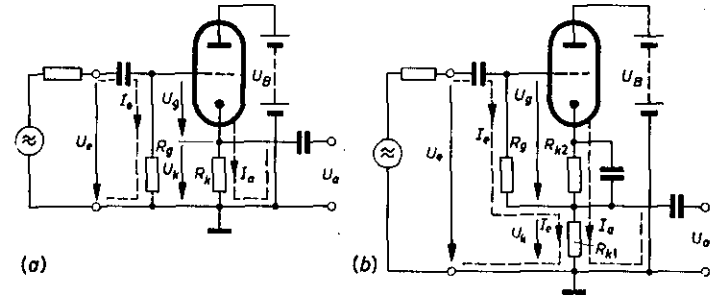 U_e
I_e
R_g
U_g
U_k
R_k
I_a
U_B
U_a
(a)
U_e
I_e
R_g
U_g
R_k2
U_B
U_k
I_e
I_a
R_k1
U_a
(b)